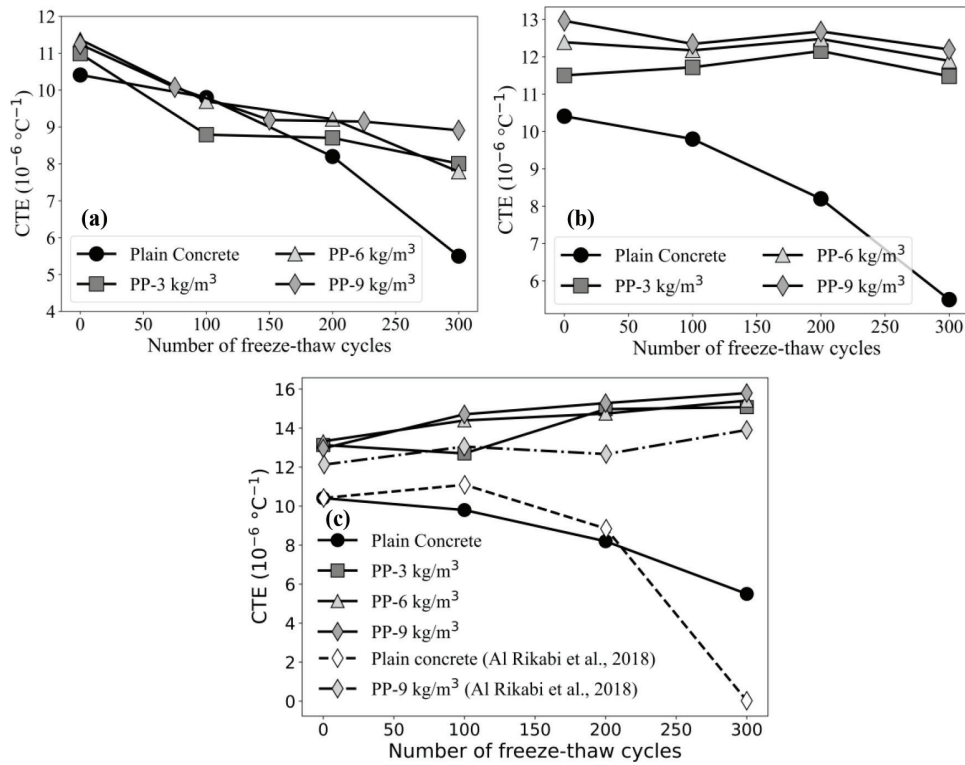 12
11
10
9
8
7
6
5
4
CTE (10⁻⁶ °C⁻¹)
(a)
Plain Concrete
PP-3 kg/m³
PP-6 kg/m³
PP-9 kg/m³
0 50 100 150 200 250 300
Number of freeze-thaw cycles
13
12
11
10
9
8
7
6
CTE (10⁻⁶ °C⁻¹)
(b)
Plain Concrete
PP-3 kg/m³
PP-6 kg/m³
PP-9 kg/m³
0 50 100 150 200 250 300
Number of freeze-thaw cycles
16
14
12
10
8
6
4
2
0
CTE (10⁻⁶ °C⁻¹)
(c)
Plain Concrete
PP-3 kg/m³
PP-6 kg/m³
PP-9 kg/m³
Plain concrete (Al Rikabi et al., 2018)
PP-9 kg/m³ (Al Rikabi et al., 2018)
0 50 100 150 200 250 300
Number of freeze-thaw cycles